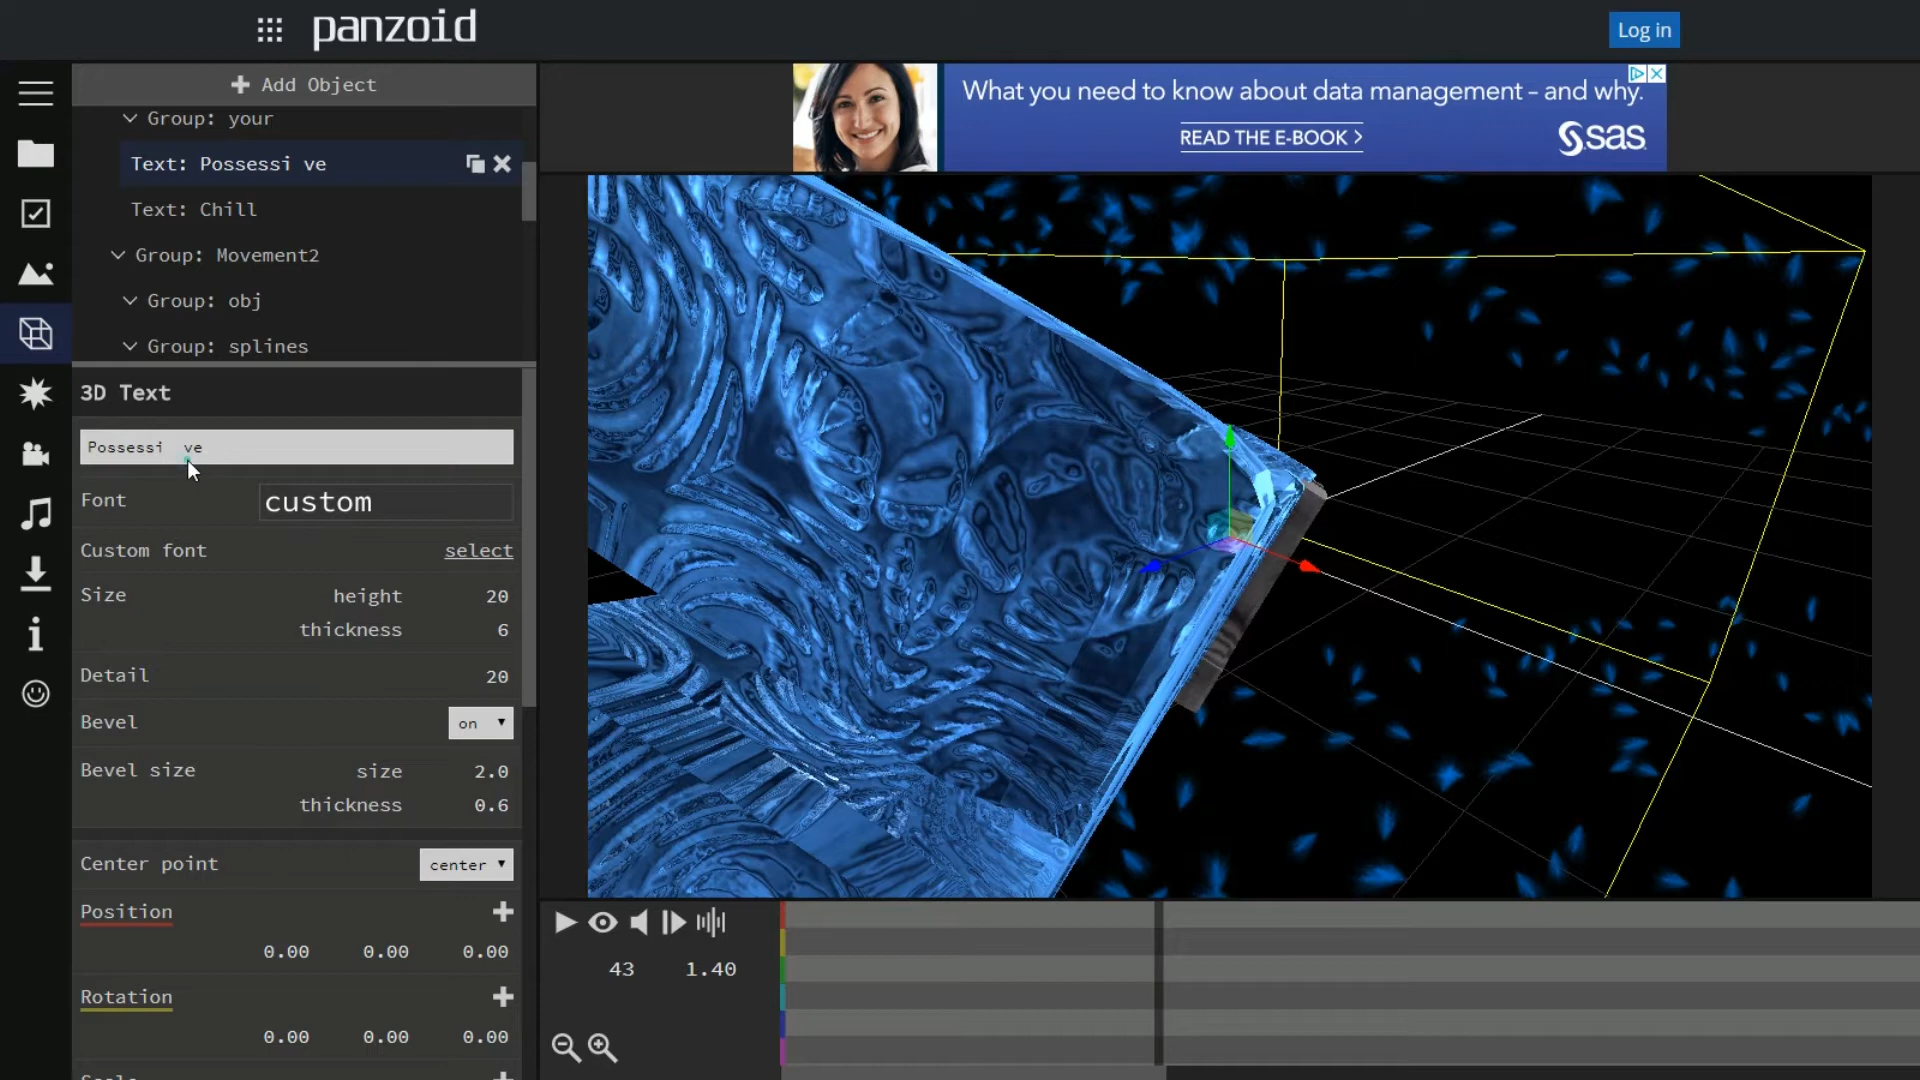 panzoid
Log in
Add Object
Group: your
Text: Possessi ve
Text: Chill
Group: Movement2
Group: obj
Group: splines
3D Text
Possessi ve
Font custom
Custom font select
Size height 20
thickness 6
Detail 20
Bevel on
Bevel size size 2.0
thickness 0.6
Center point center
Position
0.00 0.00 0.00
Rotation
0.00 0.00 0.00
What you need to know about data management - and why.
READ THE E-BOOK >
sas
43 1.40